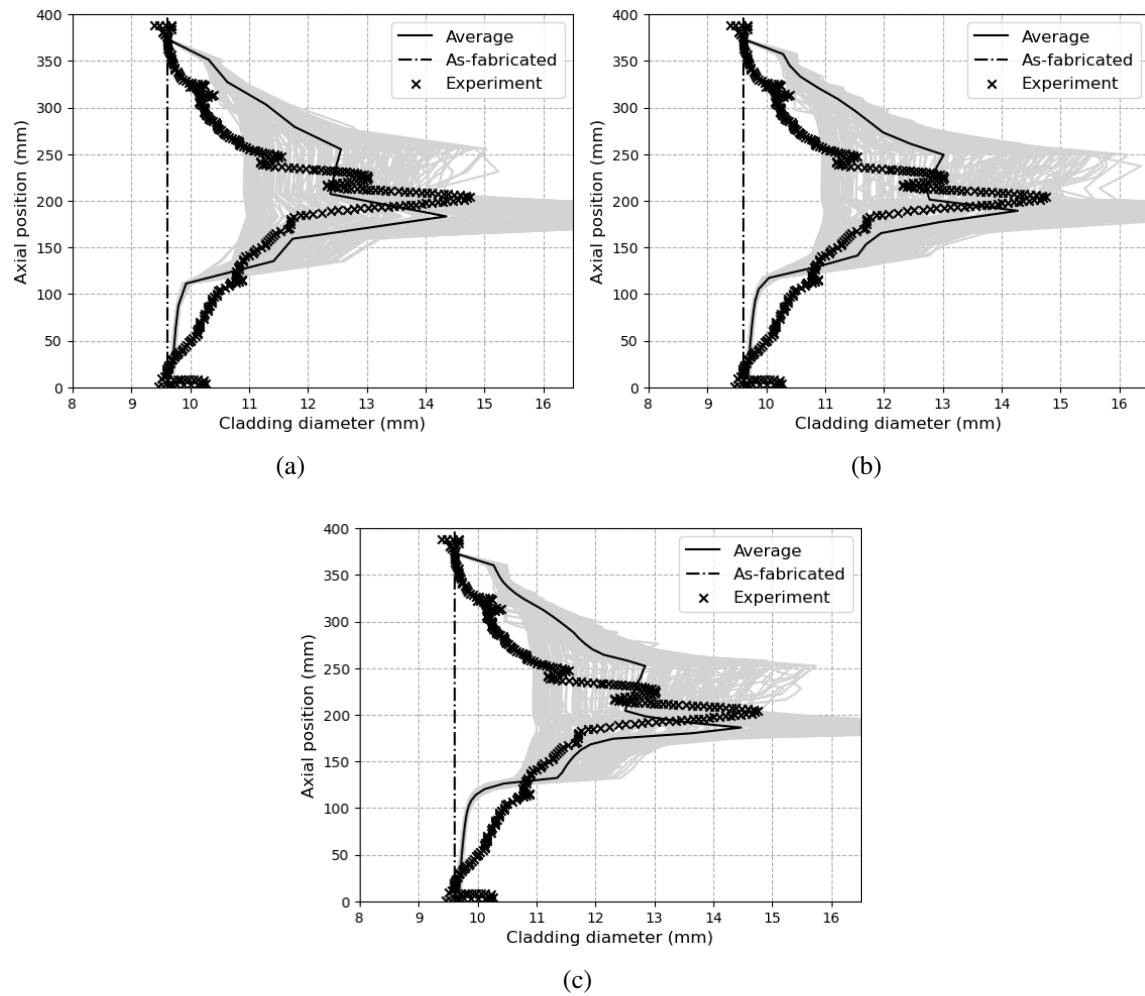 400
350
300
250
200
150
100
50
0
Axial position (mm)
Average
As-fabricated
Experiment
8 9 10 11 12 13 14 15 16
Cladding diameter (mm)
(a)
400
350
300
250
200
150
100
50
0
Axial position (mm)
Average
As-fabricated
Experiment
8 9 10 11 12 13 14 15 16
Cladding diameter (mm)
(b)
400
350
300
250
200
150
100
50
0
Axial position (mm)
Average
As-fabricated
Experiment
8 9 10 11 12 13 14 15 16
Cladding diameter (mm)
(c)